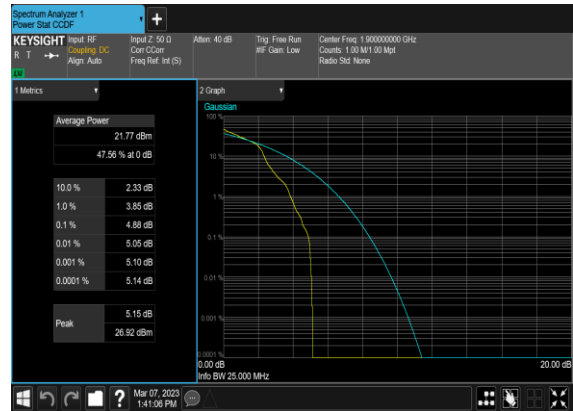 Spectrum Analyzer 1
Power Stat CCDF
KEYSIGHT
R T
LXI
Input: RF
Coupling: DC
Align: Auto
Input Z: 50 Ω
Corr CCorr
Freq Ref: Int (S)
Atten: 40 dB
Trig: Free Run
#IF Gain: Low
Center Freq: 1.900000000 GHz
Counts: 1.00 M/1.00 Mpt
Radio Std: None
1 Metrics
Average Power
21.77 dBm
47.56 % at 0 dB
10.0 % 2.33 dB
1.0 % 3.85 dB
0.1 % 4.88 dB
0.01 % 5.05 dB
0.001 % 5.10 dB
0.0001 % 5.14 dB
Peak
5.15 dB
26.92 dBm
2 Graph
Gaussian
100 %
10 %
1 %
0.1 %
0.01 %
0.001 %
0.0001 %
0.00 dB
20.00 dB
Info BW 25.000 MHz
?
Mar 07, 2023
1:41:06 PM